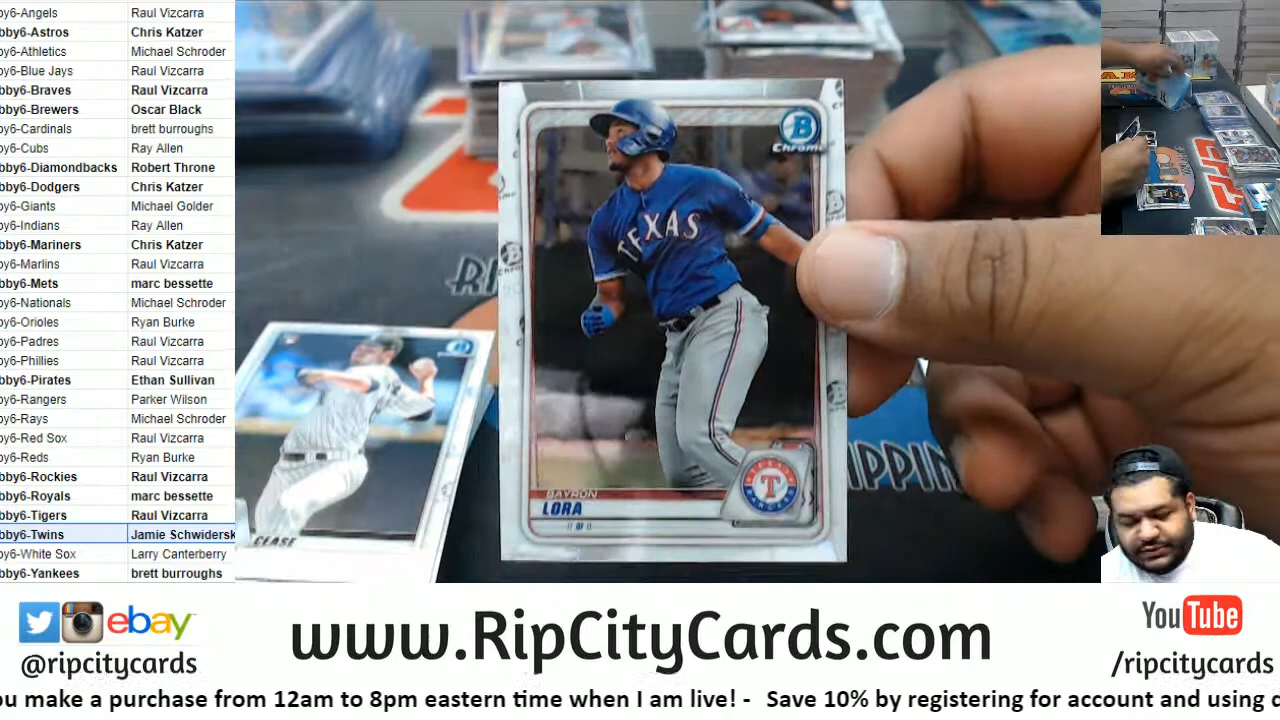 by6-Angels Raul Vizcarra
bby6-Astros Chris Katzer
by6-Athletics Michael Schroder
by6-Blue Jays Raul Vizcarra
bby6-Braves Raul Vizcarra
bby6-Brewers Oscar Black
by6-Cardinals brett burroughs
by6-Cubs Ray Allen
bby6-Diamondbacks Robert Throne
bby6-Dodgers Chris Katzer
by6-Giants Michael Golder
by6-Indians Ray Allen
bby6-Mariners Chris Katzer
by6-Marlins Raul Vizcarra
bby6-Mets marc bessette
by6-Nationals Michael Schroder
by6-Orioles Ryan Burke
by6-Padres Raul Vizcarra
by6-Phillies Raul Vizcarra
bby6-Pirates Ethan Sullivan
by6-Rangers Parker Wilson
by6-Rays Michael Schroder
by6-Red Sox Raul Vizcarra
by6-Reds Ryan Burke
bby6-Rockies Raul Vizcarra
bby6-Royals marc bessette
bby6-Tigers Raul Vizcarra
bby6-Twins Jamie Schwidersk
by6-White Sox Larry Canterbery
bby6-Yankees brett burroughs
B
Chrome
TEXAS
BAYRON
LORA
OF
T
CEASE
IPPIN
ebay
@ripcitycards
www.RipCityCards.com
YouTube
/ripcitycards
ou make a purchase from 12am to 8pm eastern time when I am live! - Save 10% by registering for account and using c